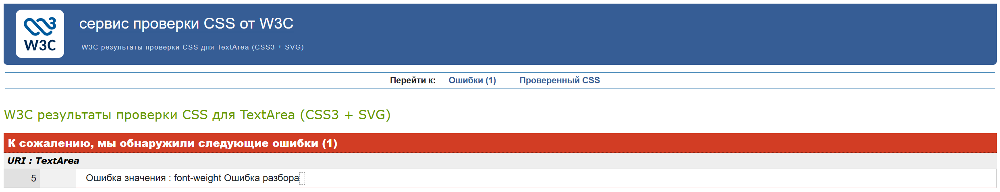 W3C
сервис проверки CSS от W3C
W3C результаты проверки CSS для TextArea (CSS3 + SVG)
Перейти к: Ошибки (1) Проверенный CSS
W3C результаты проверки CSS для TextArea (CSS3 + SVG)
К сожалению, мы обнаружили следующие ошибки (1)
URI : TextArea
5 Ошибка значения : font-weight Ошибка разбора